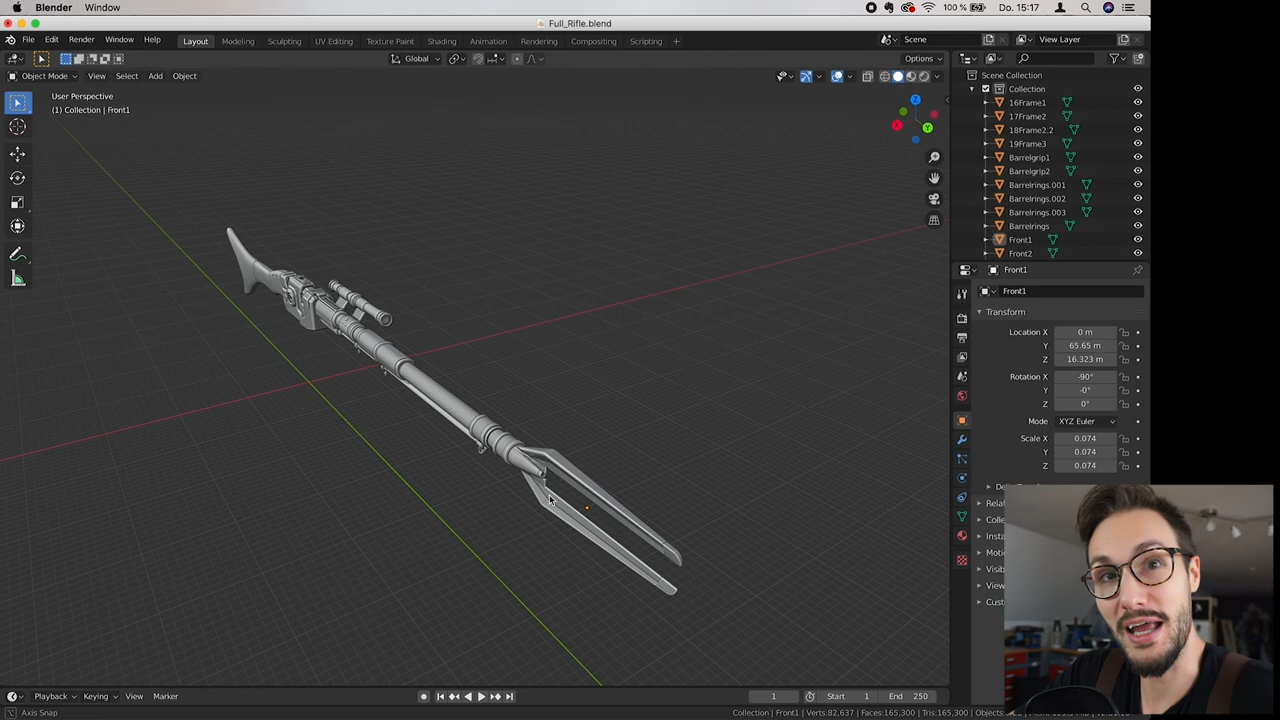 Blender Window 100 % Do. 15:17
Full_Rifle.blend
File Edit Render Window Help Layout Modeling Sculpting UV Editing Texture Paint Shading Animation Rendering Compositing Scripting + Scene View Layer
Global Options
Object Mode View Select Add Object
Scene Collection
User Perspective
(1) Collection | Front1
Collection
16Frame1
17Frame2
18Frame2.2
19Frame3
Barrelgrip1
Barrelgrip2
Barrelrings.001
Barrelrings.002
Barrelrings.003
Barrelrings
Front1
Front2
Z
X
Y
Front1
Front1
Transform
Location X 0 m
Y 65.65 m
Z 16.323 m
Rotation X -90°
Y -0°
Z 0°
Mode XYZ Euler
Scale X 0.074
Y 0.074
Z 0.074
Playback Keying View Marker 1 Start 1 End 250
Axis Snap Collection | Front1 | Verts:82,637 | Faces:165,300 | Tris:165,300